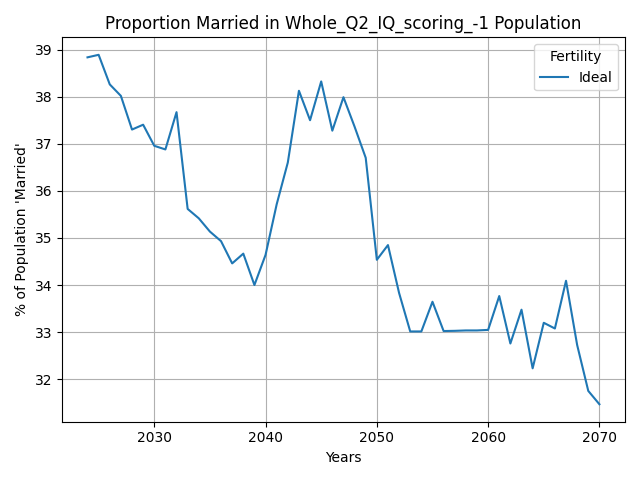 Proportion Married in Whole_Q2_IQ_scoring_-1 Population
Fertility
Ideal
% of Population 'Married'
39
38
37
36
35
34
33
32
2030
2040
2050
2060
2070
Years